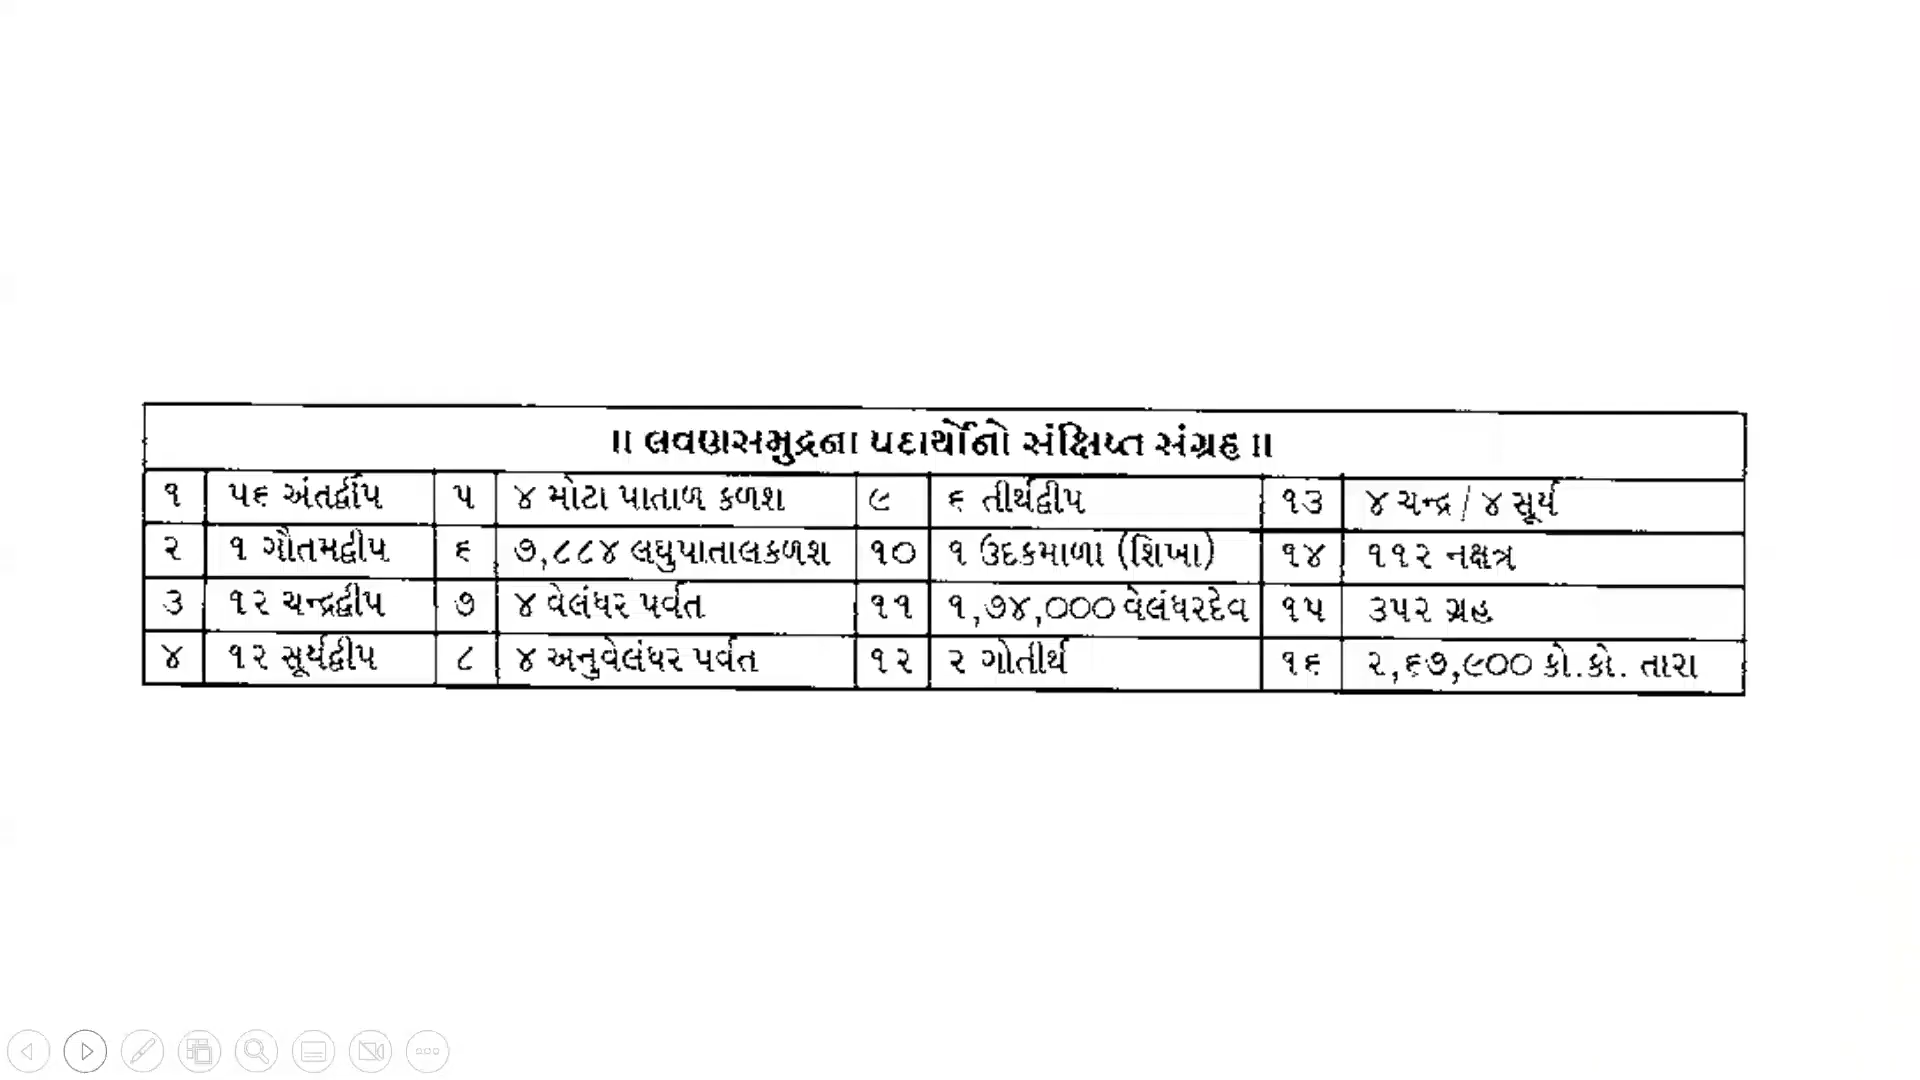 ॥ લવણસમુદ્રના પદાર્થોનો સંક્ષિપ્ત સંગ્રહ ॥
૧ ૫૬ અંતર્દ્વીપ ૫ ૪ મોટા પાતાળ કળશ ૯ ૬ તીર્થદ્વીપ ૧૩ ૪ ચન્દ્ર / ૪ સૂર્ય
૨ ૧ ગૌતમદ્વીપ ૬ ૭,૮૮૪ લઘુપાતાલકળશ ૧૦ ૧ ઉદકમાળા (શિખા) ૧૪ ૧૧૨ નક્ષત્ર
૩ ૧૨ ચન્દ્રદ્વીપ ૭ ૪ વેલંધર પર્વત ૧૧ ૧,૭૪,૦૦૦ વેલંધરદેવ ૧૫ ૩૫૨ ગ્રહ
૪ ૧૨ સૂર્યદ્વીપ ૮ ૪ અનુવેલંધર પર્વત ૧૨ ૨ ગોતીર્થ ૧૬ ૨,૬૭,૯૦૦ કો.કો. તારા